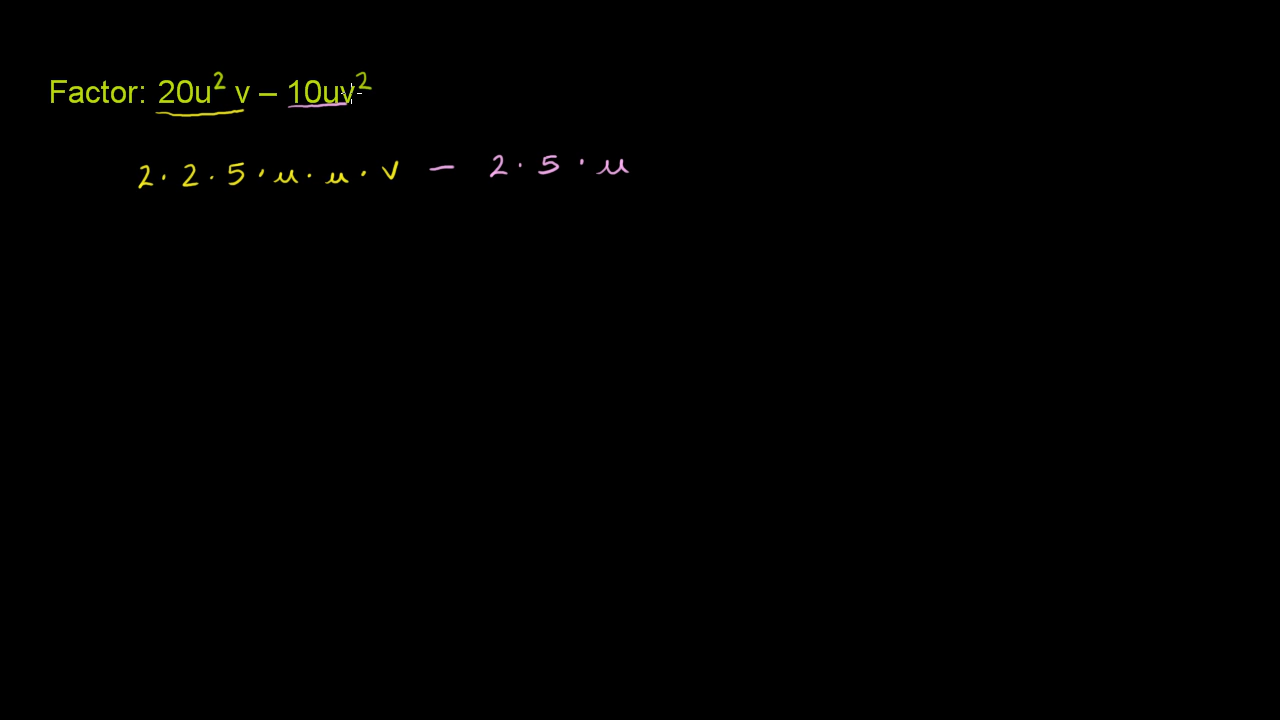 Factor: 20u² v – 10uv²
2 · 2 · 5 · u · u · v – 2 · 5 · u